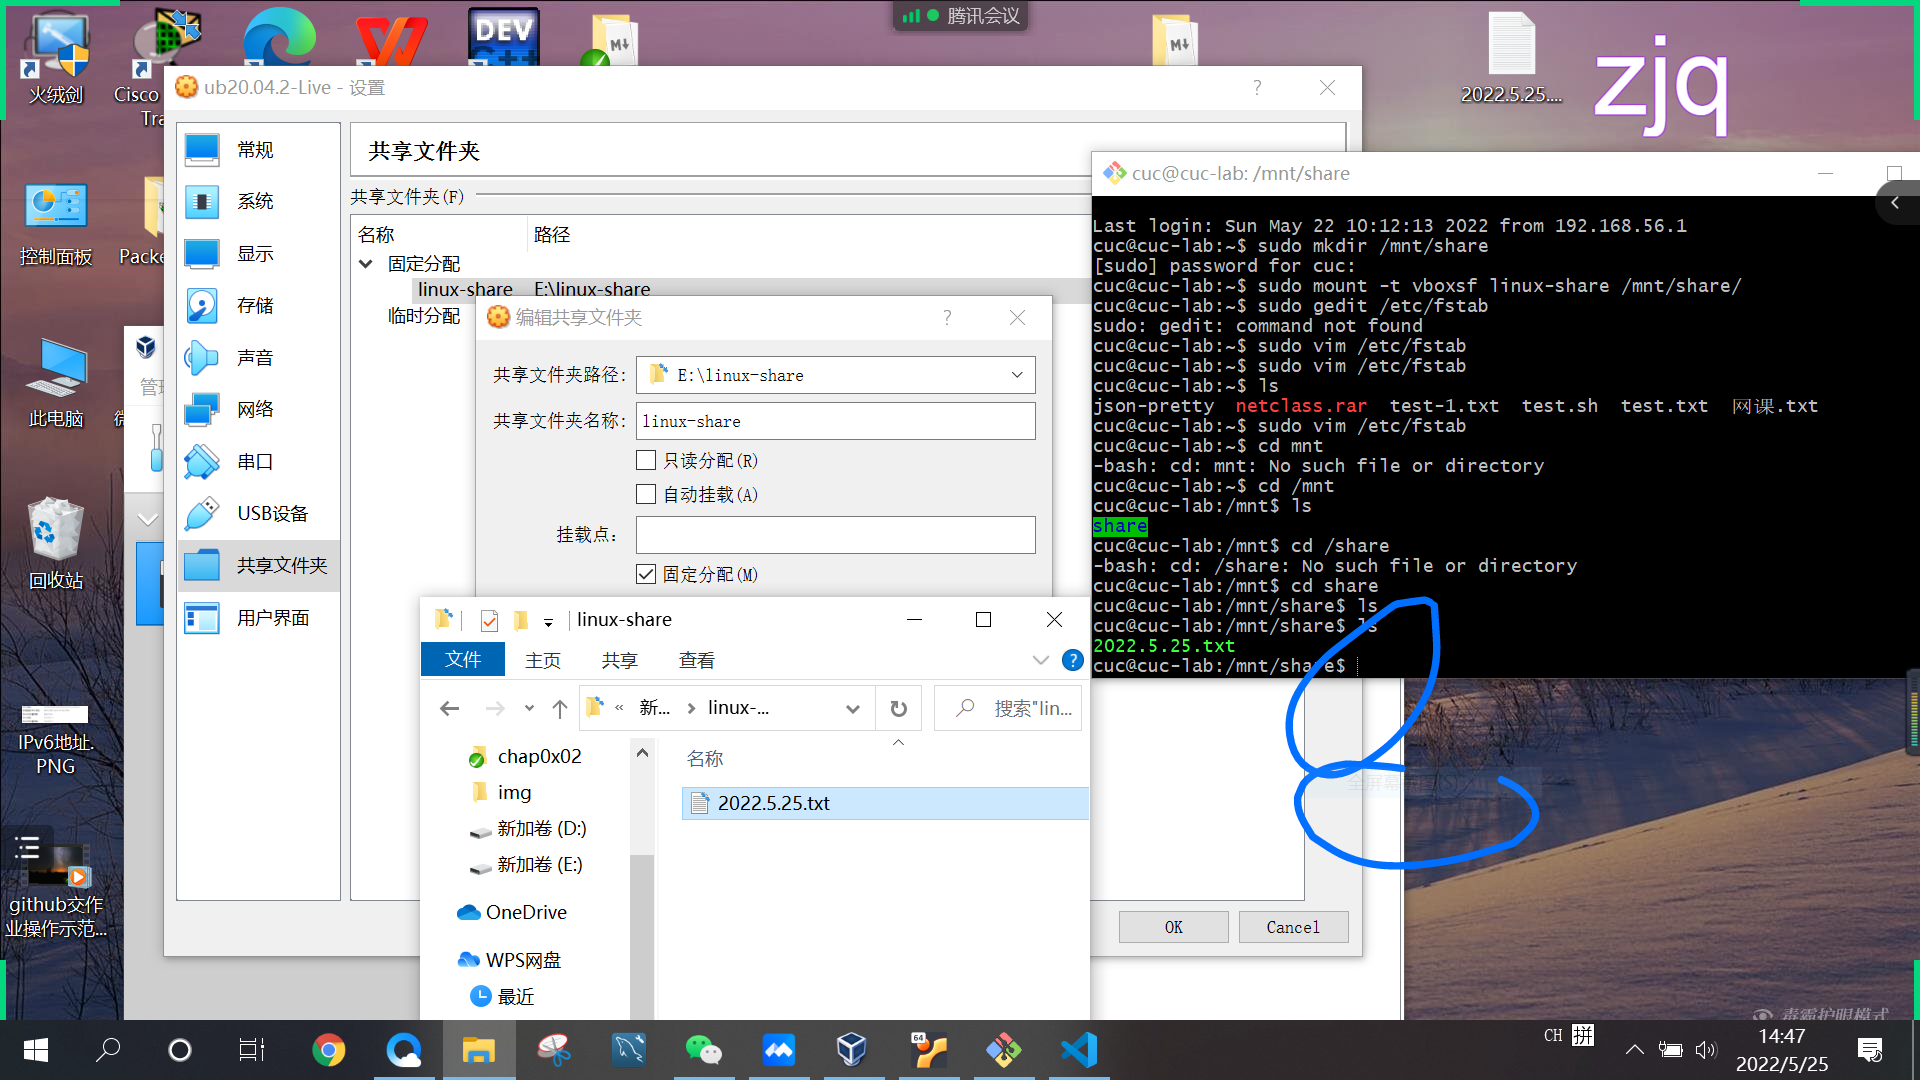 腾讯会议
火绒剑
Cisco
Tra
DEV
C++
M↓
M↓
2022.5.25....
zjq
控制面板
Packe
此电脑
回收站
IPv6地址.
PNG
github交作
业操作示范...
ub20.04.2-Live - 设置
常规
系统
显示
存储
声音
网络
串口
USB设备
共享文件夹
用户界面
共享文件夹
共享文件夹(F)
名称
路径
固定分配
linux-share
E:\linux-share
临时分配
OK
Cancel
编辑共享文件夹
共享文件夹路径:
E:\linux-share
共享文件夹名称:
linux-share
只读分配(R)
自动挂载(A)
挂载点:
固定分配(M)
linux-share
文件
主页
共享
查看
« 新... › linux-...
搜索"lin...
名称
chap0x02
img
新加卷 (D:)
新加卷 (E:)
OneDrive
WPS网盘
最近
2022.5.25.txt
cuc@cuc-lab: /mnt/share
Last login: Sun May 22 10:12:13 2022 from 192.168.56.1
cuc@cuc-lab:~$ sudo mkdir /mnt/share
[sudo] password for cuc:
cuc@cuc-lab:~$ sudo mount -t vboxsf linux-share /mnt/share/
cuc@cuc-lab:~$ sudo gedit /etc/fstab
sudo: gedit: command not found
cuc@cuc-lab:~$ sudo vim /etc/fstab
cuc@cuc-lab:~$ sudo vim /etc/fstab
cuc@cuc-lab:~$ ls
json-pretty netclass.rar test-1.txt test.sh test.txt 网课.txt
cuc@cuc-lab:~$ sudo vim /etc/fstab
cuc@cuc-lab:~$ cd mnt
-bash: cd: mnt: No such file or directory
cuc@cuc-lab:~$ cd /mnt
cuc@cuc-lab:/mnt$ ls
share
cuc@cuc-lab:/mnt$ cd /share
-bash: cd: /share: No such file or directory
cuc@cuc-lab:/mnt$ cd share
cuc@cuc-lab:/mnt/share$ ls
cuc@cuc-lab:/mnt/share$ ls
2022.5.25.txt
cuc@cuc-lab:/mnt/share$
毒霸护眼模式
64
CH 拼
14:47
2022/5/25